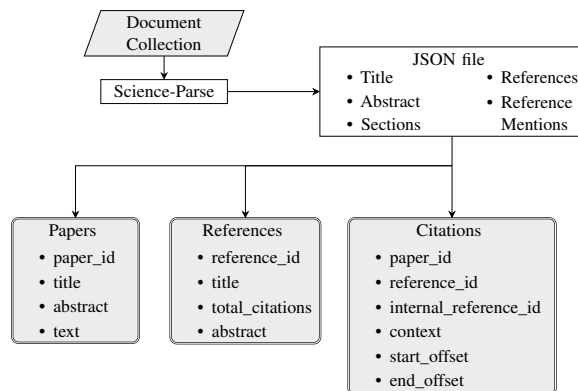 Document
Collection
Science-Parse
JSON file
• Title
• Abstract
• Sections
• References
• Reference
Mentions
Papers
• paper_id
• title
• abstract
• text
References
• reference_id
• title
• total_citations
• abstract
Citations
• paper_id
• reference_id
• internal_reference_id
• context
• start_offset
• end_offset